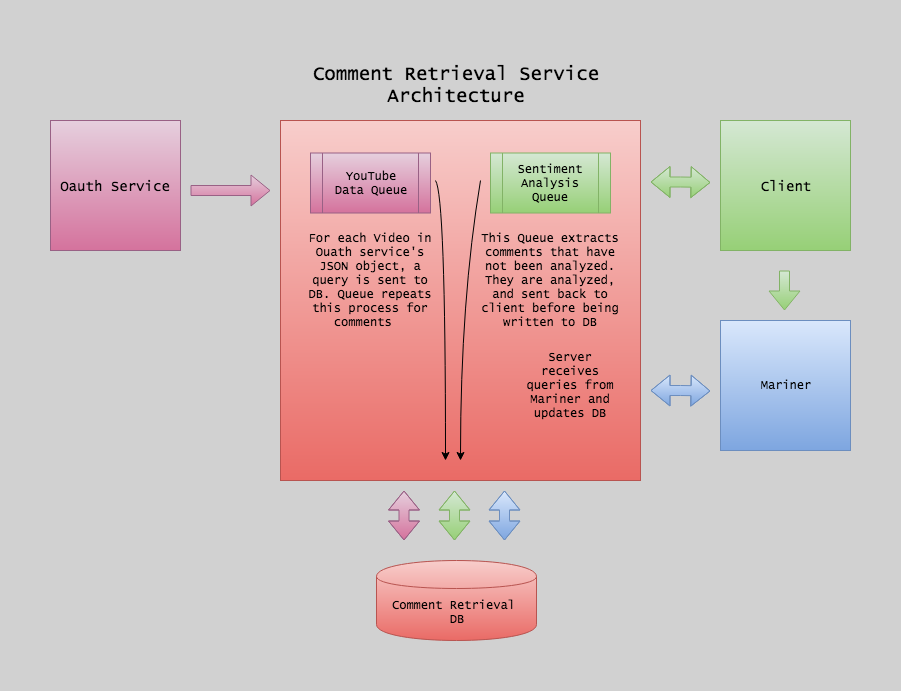 Comment Retrieval Service
Architecture
Oauth Service
YouTube
Data Queue
Sentiment
Analysis
Queue
Client
For each Video in
Ouath service's
JSON object, a
query is sent to
DB. Queue repeats
this process for
comments
This Queue extracts
comments that have
not been analyzed.
They are analyzed,
and sent back to
client before being
written to DB
Server
receives
queries from
Mariner and
updates DB
Mariner
Comment Retrieval
DB